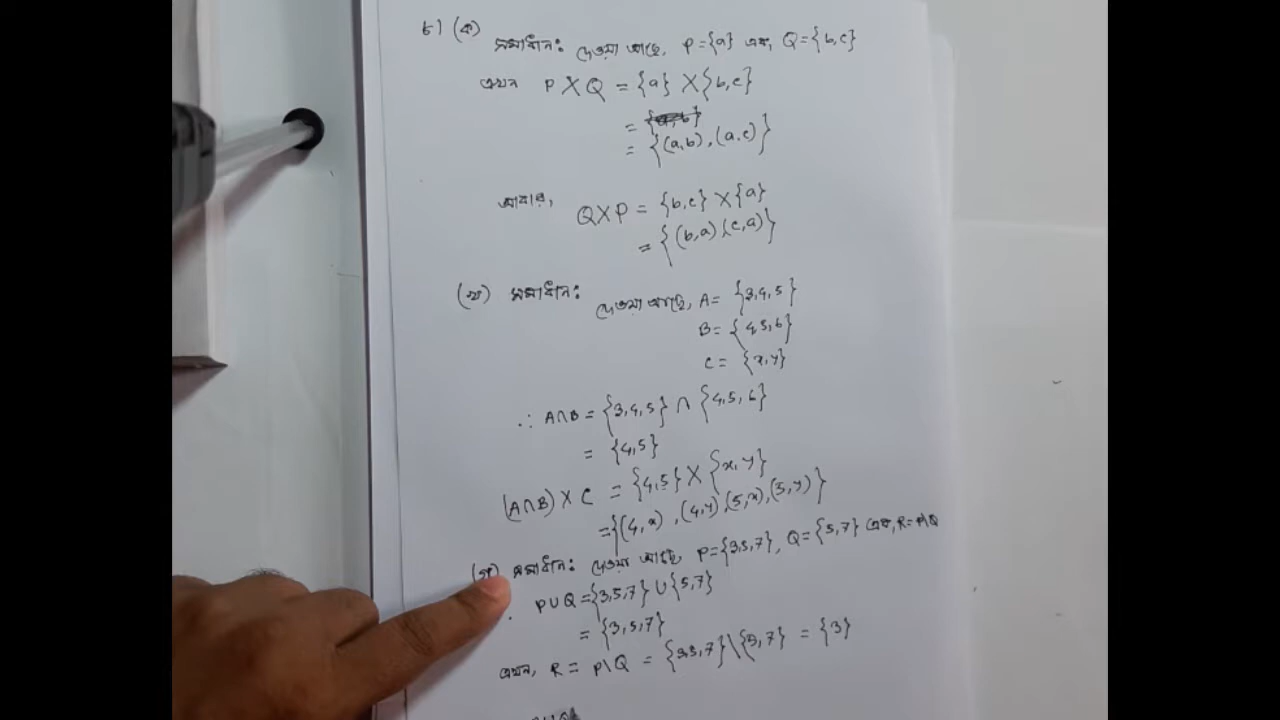 ৮। (ক)
সমাধান: দেওয়া আছে, P={a} এবং Q={b,c}
এখন P X Q = {a} X {b,c}
=
= {(a,b),(a,c)}
আবার, QXP = {b,c} X {a}
= {(b,a),(c,a)}
(খ) সমাধান: দেওয়া আছে, A= {3,4,5}
B= {4,5,6}
C= {x,y}
∴ A∩B = {3,4,5} ∩ {4,5,6}
= {4,5}
(A∩B) X C = {4,5} X {x,y}
={(4,x),(4,y),(5,x),(5,y)}
(গ) সমাধান: দেওয়া আছে, P={3,5,7}, Q={5,7} এবং, R=P\Q
P∪Q ={3,5,7} ∪ {5,7}
= {3,5,7}
এখন, R = P\Q = {3,5,7}\{5,7} = {3}